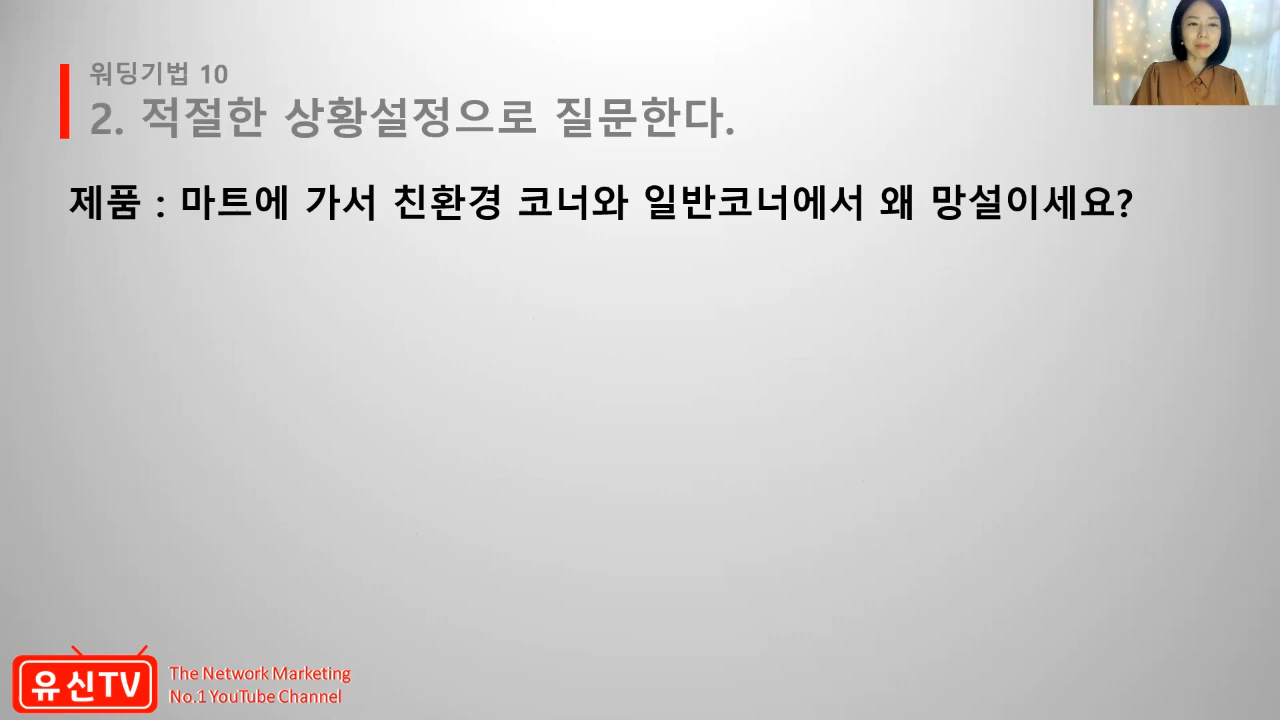 워딩기법 10
2. 적절한 상황설정으로 질문한다.
제품 : 마트에 가서 친환경 코너와 일반코너에서 왜 망설이세요?
유신TV
The Network Marketing
No.1 YouTube Channel